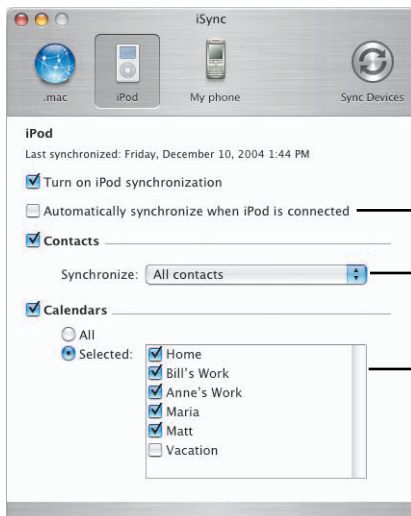 iSync
.mac
iPod
My phone
Sync Devices
iPod
Last synchronized: Friday, December 10, 2004 1:44 PM
Turn on iPod synchronization
Automatically synchronize when iPod is connected
Contacts
Synchronize: All contacts
Calendars
All
Selected:
Home
Bill's Work
Anne's Work
Maria
Matt
Vacation